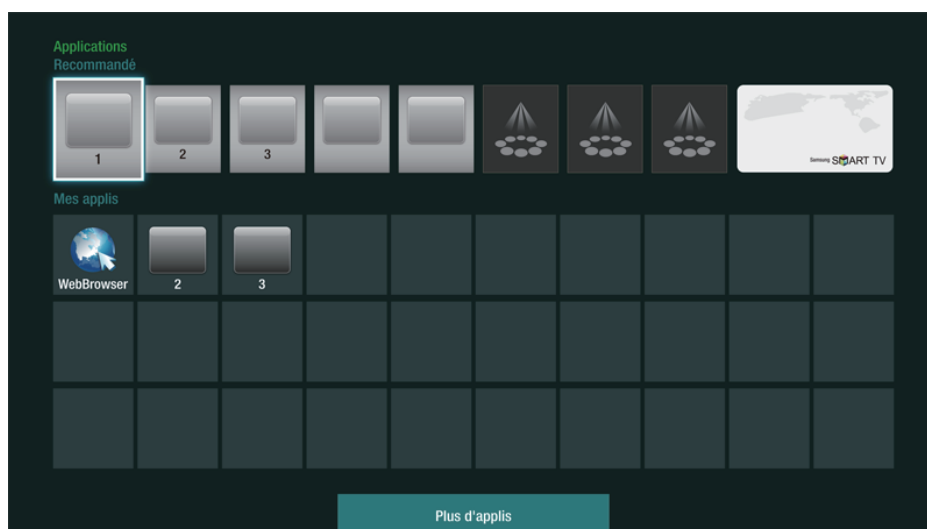 Applications
Recommandé
1
2
3
Samsung SMART TV
Mes applis
WebBrowser
2
3
Plus d'applis